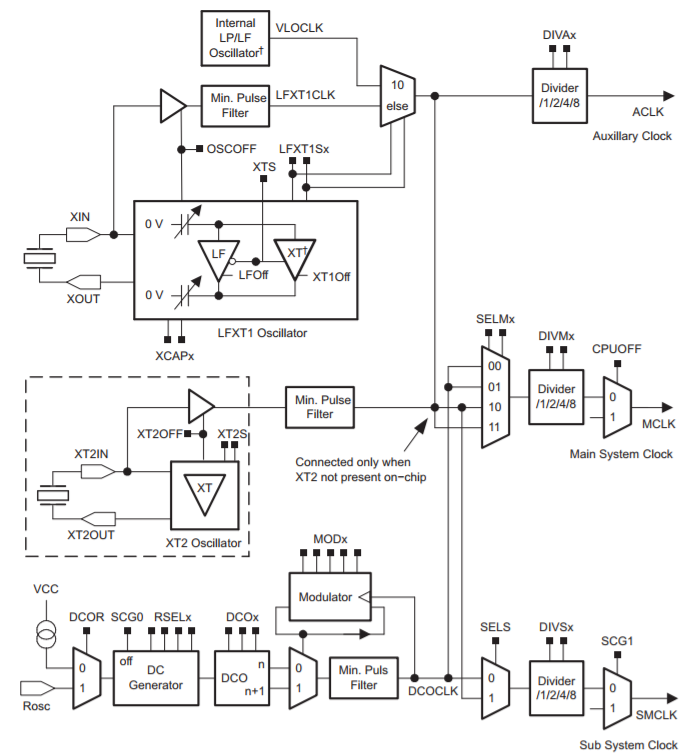 Internal
LP/LF
Oscillator†
VLOCLK
DIVAx
10
else
Min. Pulse
Filter
LFXT1CLK
Divider
/1/2/4/8
ACLK
Auxillary Clock
OSCOFF
LFXT1Sx
XTS
XIN
0 V
LF
XT†
LFOff
XT1Off
XOUT
0 V
LFXT1 Oscillator
XCAPx
SELMx
DIVMx
CPUOFF
00
01
10
11
Divider
/1/2/4/8
0
1
MCLK
Main System Clock
Min. Pulse
Filter
XT2OFF
XT2S
XT2IN
XT
XT2OUT
XT2 Oscillator
Connected only when
XT2 not present on−chip
MODx
Modulator
VCC
DCOR
SCG0
RSELx
DCOx
0
1
Rosc
off
DC
Generator
DCO
n
n+1
0
1
Min. Puls
Filter
DCOCLK
SELS
DIVSx
SCG1
0
1
Divider
/1/2/4/8
0
1
SMCLK
Sub System Clock